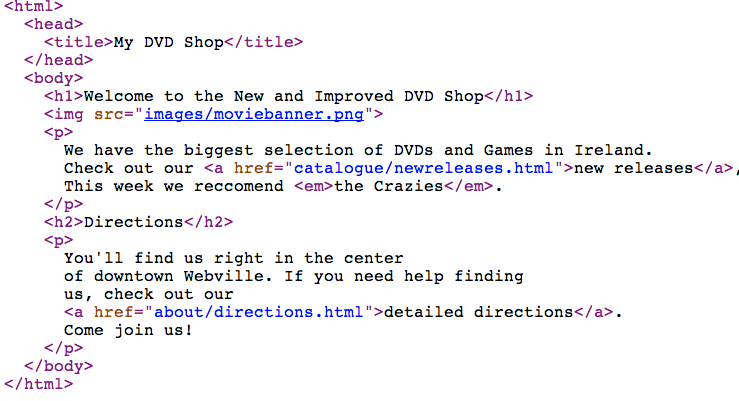 <html>
<head>
<title>My DVD Shop</title>
</head>
<body>
<h1>Welcome to the New and Improved DVD Shop</h1>
<img src="images/moviebanner.png">
<p>
We have the biggest selection of DVDs and Games in Ireland.
Check out our <a href="catalogue/newreleases.html">new releases</a>,
This week we reccomend <em>the Crazies</em>.
</p>
<h2>Directions</h2>
<p>
You'll find us right in the center
of downtown Webville. If you need help finding
us, check out our
<a href="about/directions.html">detailed directions</a>.
Come join us!
</p>
</body>
</html>